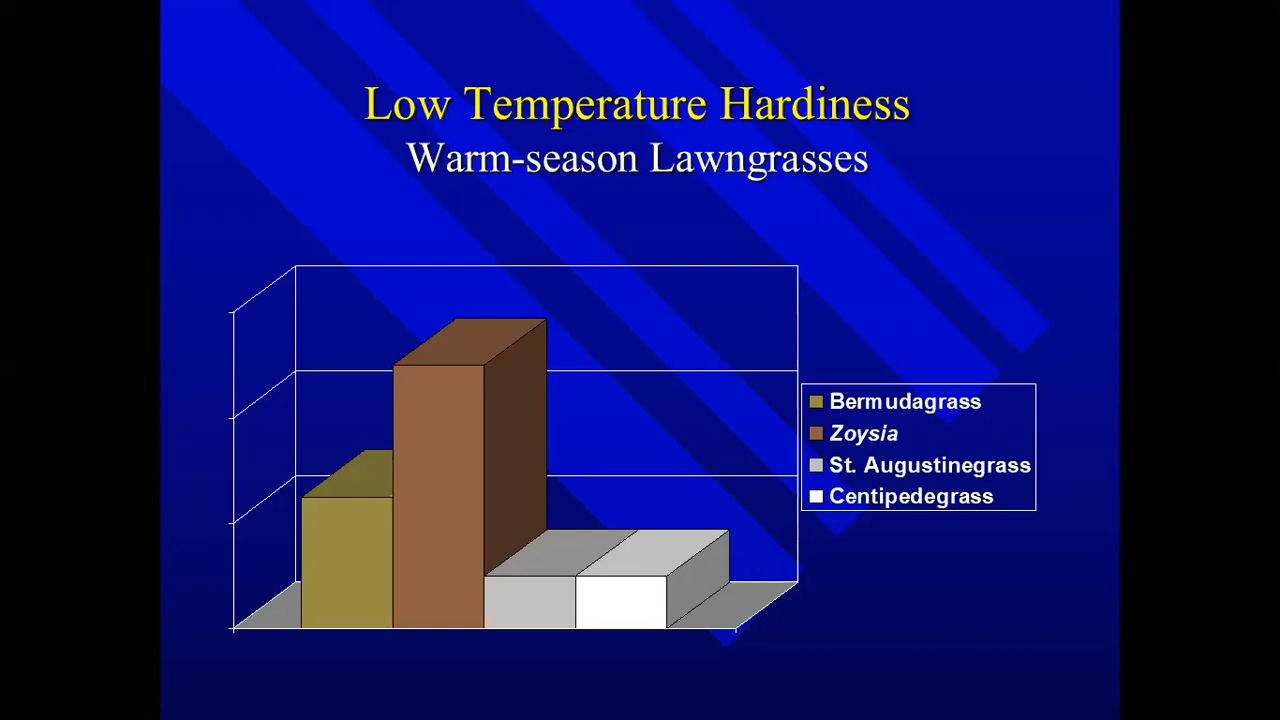 Low Temperature Hardiness
Warm-season Lawngrasses
Bermudagrass
Zoysia
St. Augustinegrass
Centipedegrass